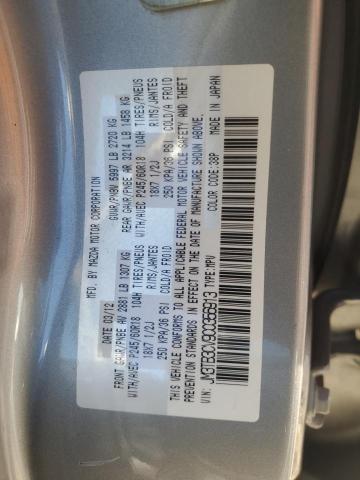 MFD. BY MAZDA MOTOR CORPORATION
DATE 03/12 GVWR/PVBN 5997 LB 2720 KG
FRONT GAWR/PNBE AV 2881 LB 1307 KG REAR GAWR/PNBE AR 3214 LB 1458 KG
WITH/AVEC P245/60R18 104H TIRES/PNEUS WITH/AVEC P245/60R18 104H TIRES/PNEUS
18X7 1/2J RIMS/JANTES 18X7 1/2J RIMS/JANTES
250 KPA/36 PSI COLD/A FROID 250 KPA/36 PSI COLD/A FROID
THIS VEHICLE CONFORMS TO ALL APPLICABLE FEDERAL MOTOR VEHICLE SAFETY AND THEFT
PREVENTION STANDARDS IN EFFECT ON THE DATE OF MANUFACTURE SHOWN ABOVE.
VIN: JM3TB3CV9C0356913 TYPE:MPV COLOR CODE:38P MADE IN JAPAN